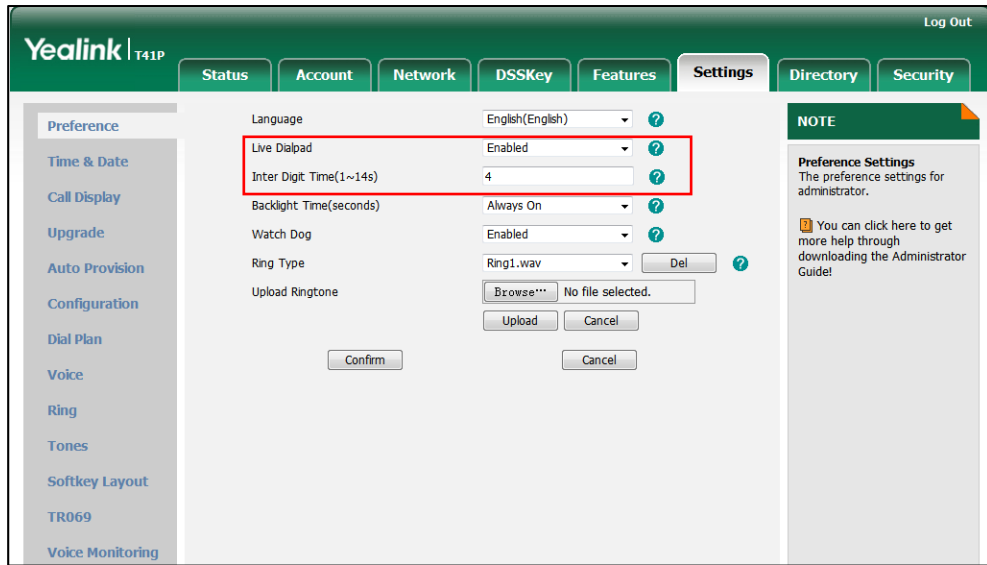 Log Out
Yealink | T41P
Status Account Network DSSKey Features Settings Directory Security
Preference
Time & Date
Call Display
Upgrade
Auto Provision
Configuration
Dial Plan
Voice
Ring
Tones
Softkey Layout
TR069
Voice Monitoring
Language English(English) ?
Live Dialpad Enabled ?
Inter Digit Time(1~14s) 4 ?
Backlight Time(seconds) Always On ?
Watch Dog Enabled ?
Ring Type Ring1.wav Del ?
Upload Ringtone Browse... No file selected.
Upload Cancel
Confirm Cancel
NOTE
Preference Settings
The preference settings for
administrator.
? You can click here to get
more help through
downloading the Administrator
Guide!